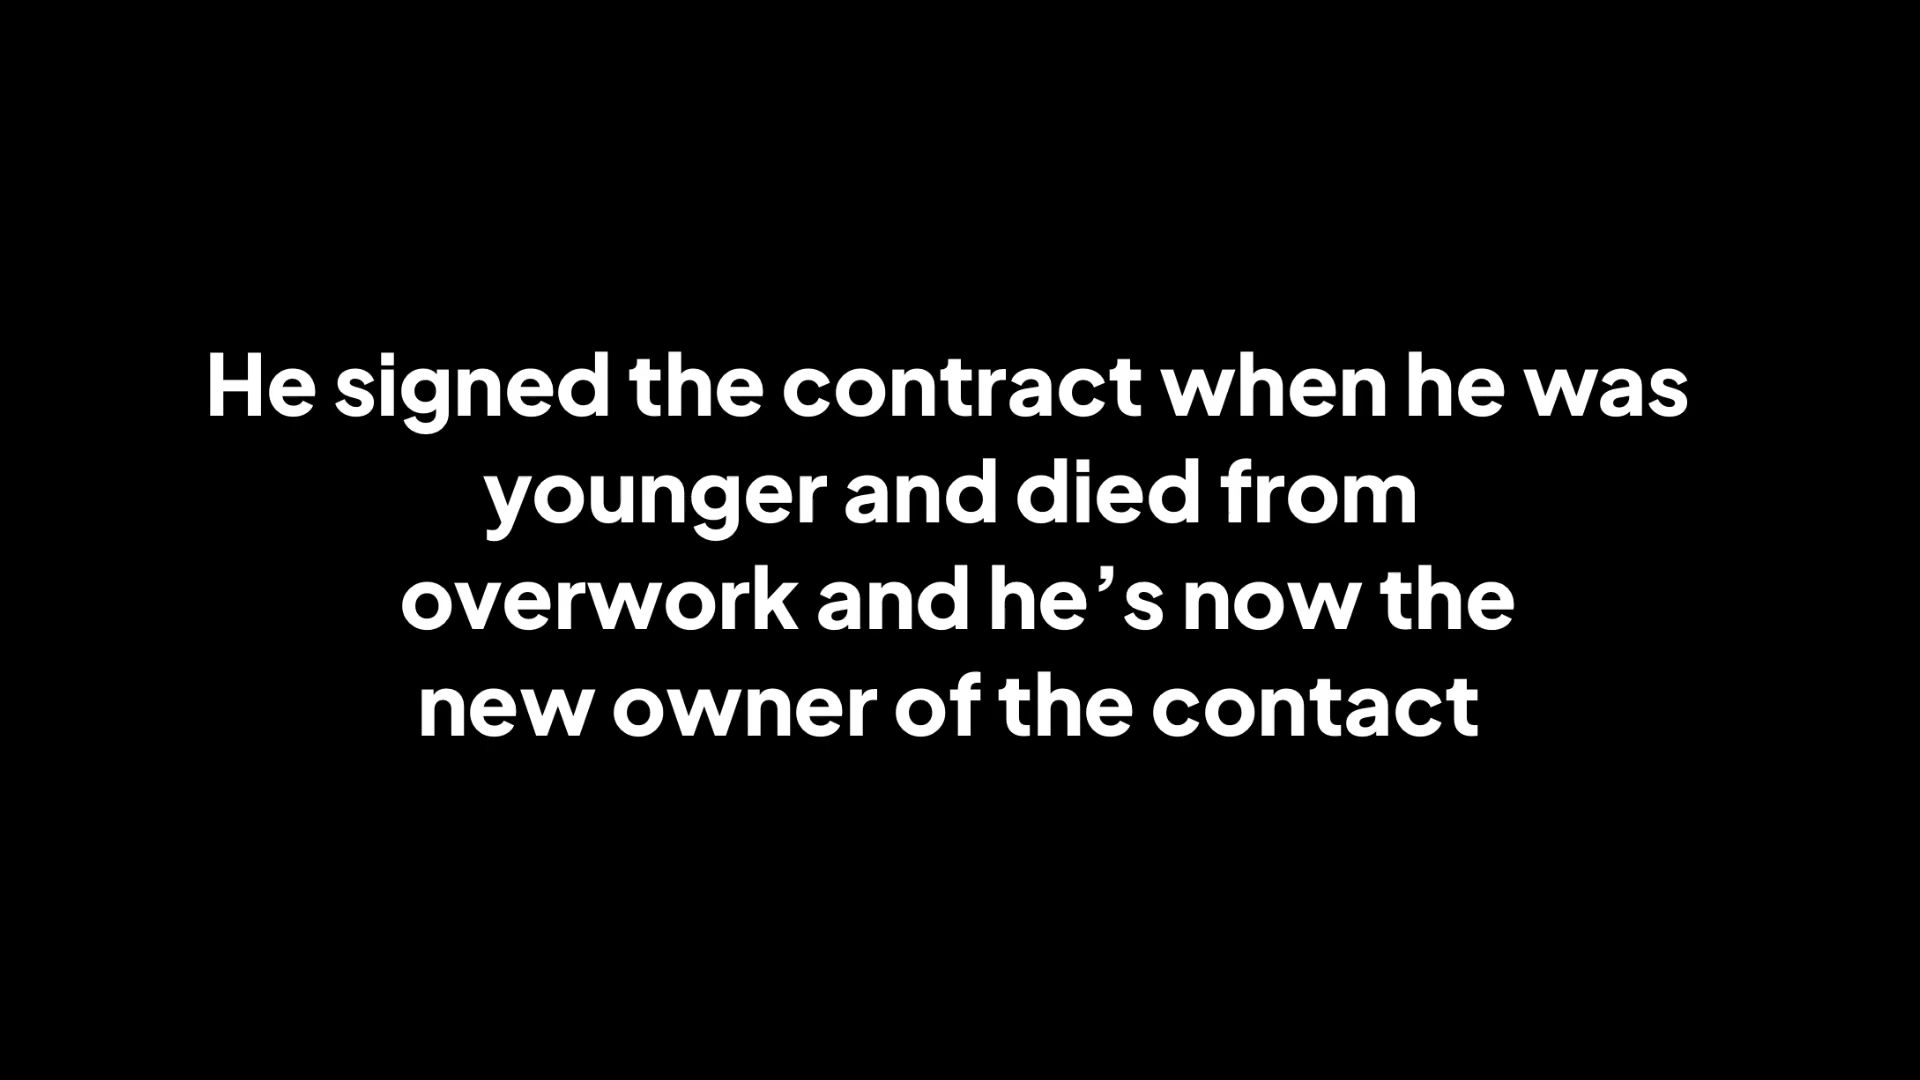 He signed the contract when he was
younger and died from
overwork and he’s now the
new owner of the contact